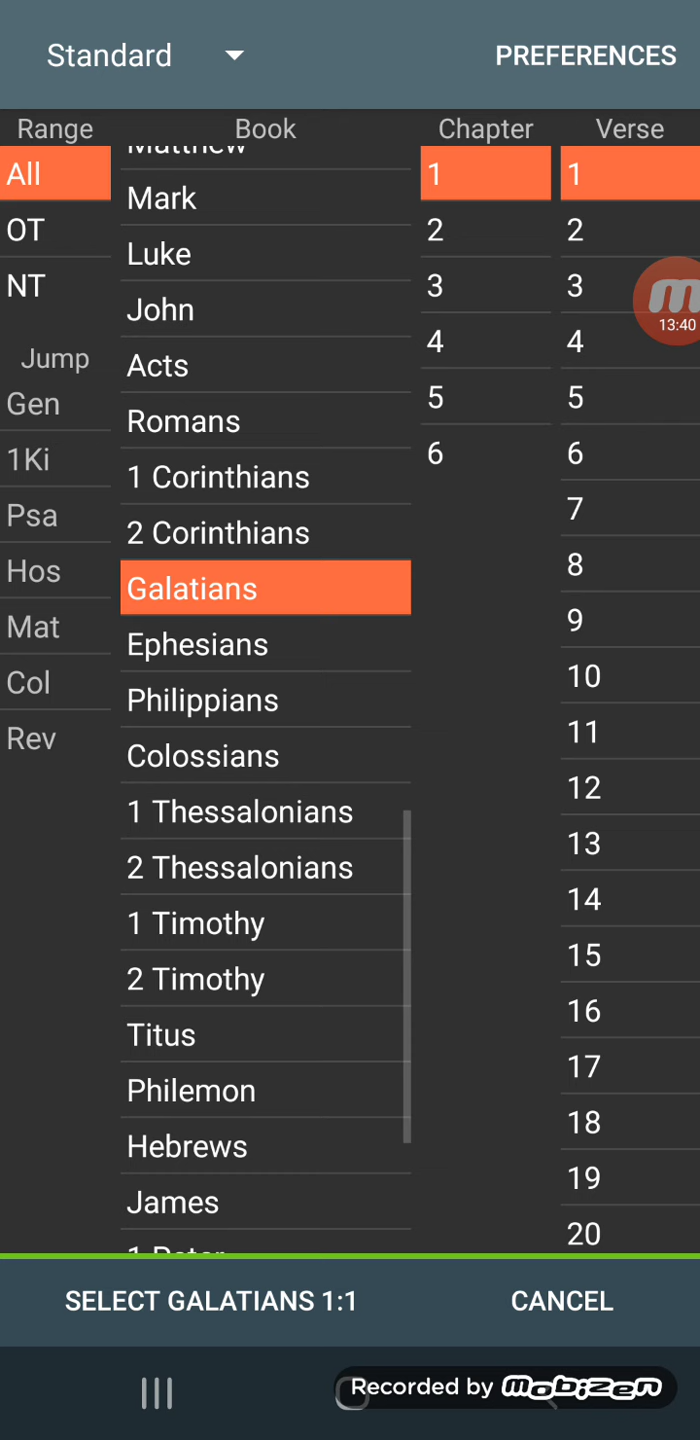 Standard
PREFERENCES
Range
Book
Chapter
Verse
All
OT
NT
Jump
Gen
1Ki
Psa
Hos
Mat
Col
Rev
Matthew
Mark
Luke
John
Acts
Romans
1 Corinthians
2 Corinthians
Galatians
Ephesians
Philippians
Colossians
1 Thessalonians
2 Thessalonians
1 Timothy
2 Timothy
Titus
Philemon
Hebrews
James
1 Peter
1
2
3
4
5
6
1
2
3
4
5
6
7
8
9
10
11
12
13
14
15
16
17
18
19
20
m
13:40
SELECT GALATIANS 1:1
CANCEL
Recorded by mobizen